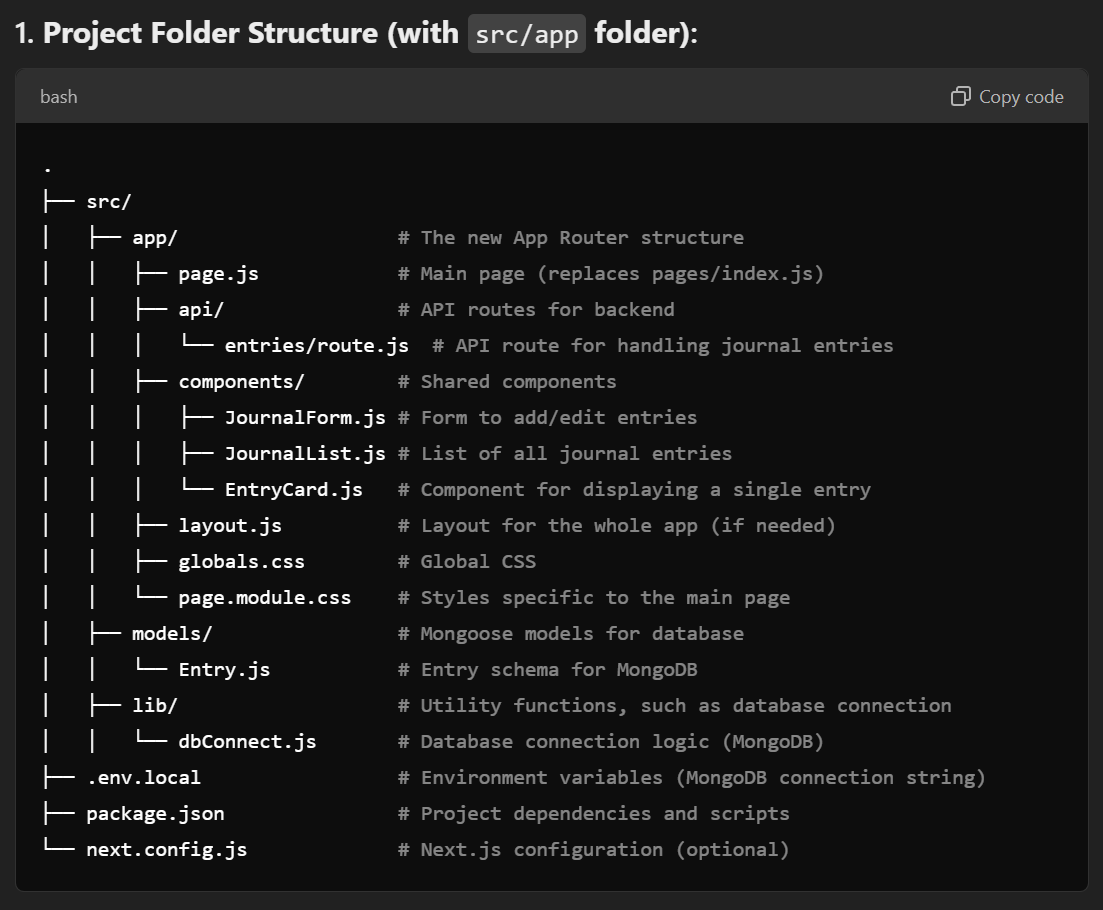 1. Project Folder Structure (with src/app folder):
bash Copy code
.
├── src/
│   ├── app/                   # The new App Router structure
│   │   ├── page.js            # Main page (replaces pages/index.js)
│   │   ├── api/               # API routes for backend
│   │   │   └── entries/route.js  # API route for handling journal entries
│   │   ├── components/        # Shared components
│   │   │   ├── JournalForm.js # Form to add/edit entries
│   │   │   ├── JournalList.js # List of all journal entries
│   │   │   └── EntryCard.js   # Component for displaying a single entry
│   │   ├── layout.js          # Layout for the whole app (if needed)
│   │   ├── globals.css        # Global CSS
│   │   └── page.module.css    # Styles specific to the main page
│   ├── models/                # Mongoose models for database
│   │   └── Entry.js           # Entry schema for MongoDB
│   ├── lib/                   # Utility functions, such as database connection
│   │   └── dbConnect.js       # Database connection logic (MongoDB)
├── .env.local                 # Environment variables (MongoDB connection string)
├── package.json               # Project dependencies and scripts
└── next.config.js             # Next.js configuration (optional)